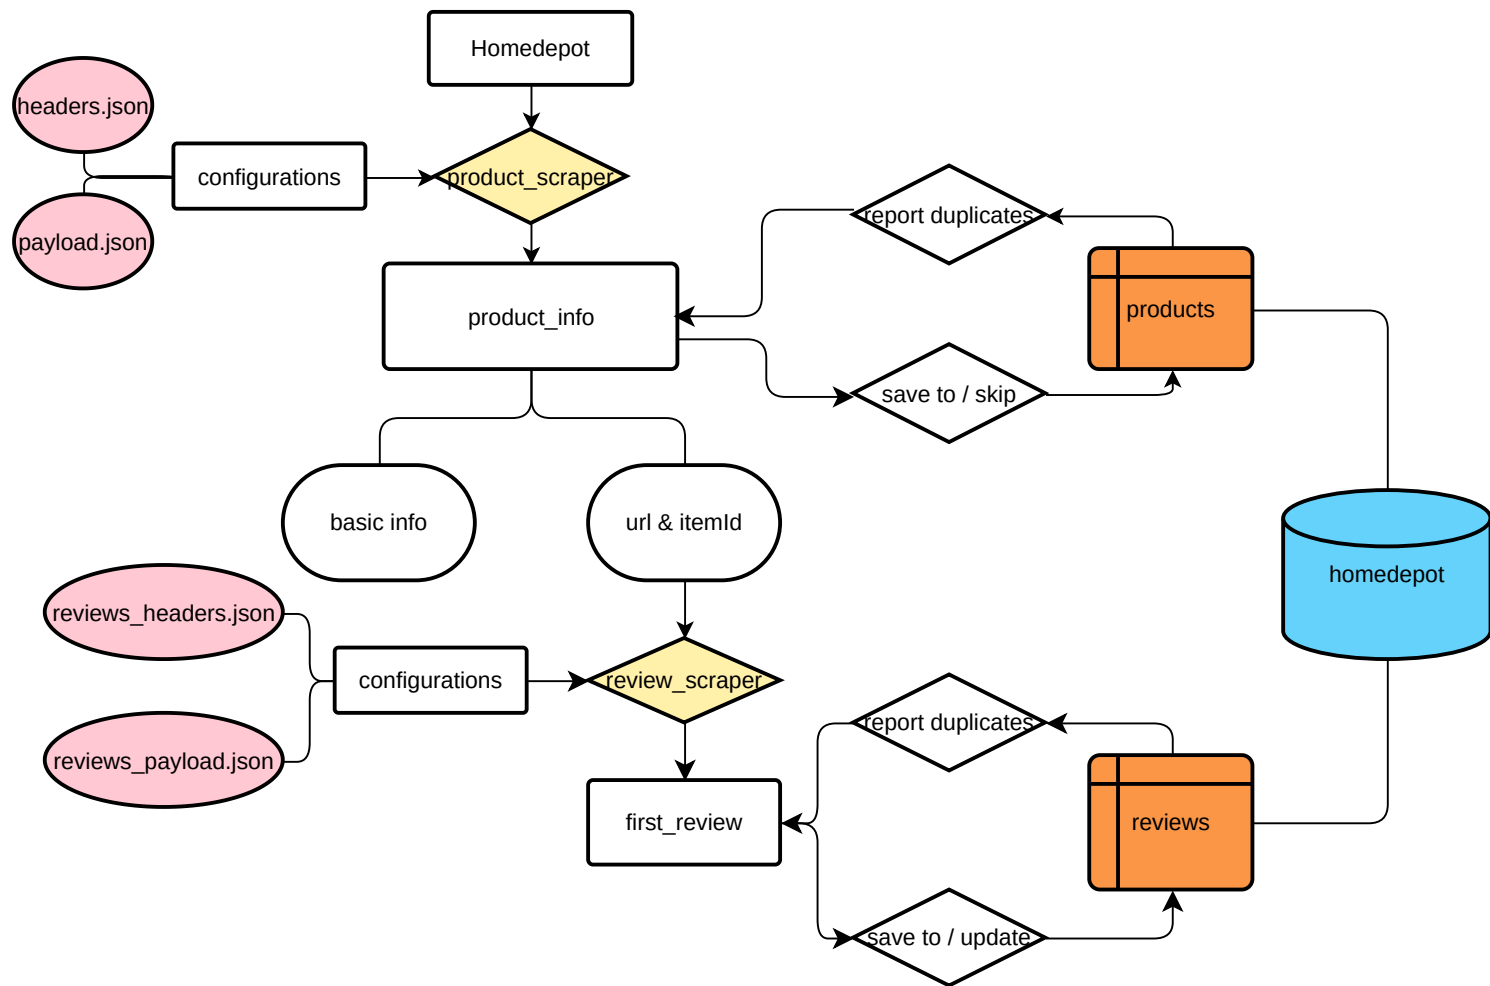 Homedepot
headers.json
configurations
product_scraper
payload.json
report duplicates
products
product_info
save to / skip
basic info
url & itemId
homedepot
reviews_headers.json
configurations
review_scraper
report duplicates
reviews_payload.json
first_review
reviews
save to / update